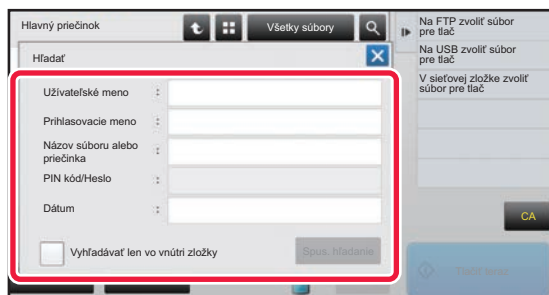 Hlavný priečinok
Všetky súbory
Hľadať
Užívateľské meno :
Prihlasovacie meno :
Názov súboru alebo
priečinka :
PIN kód/Heslo :
Dátum :
Vyhľadávať len vo vnútri zložky
Spus. hľadanie
Na FTP zvoliť súbor
pre tlač
Na USB zvoliť súbor
pre tlač
V sieťovej zložke zvoliť
súbor pre tlač
CA